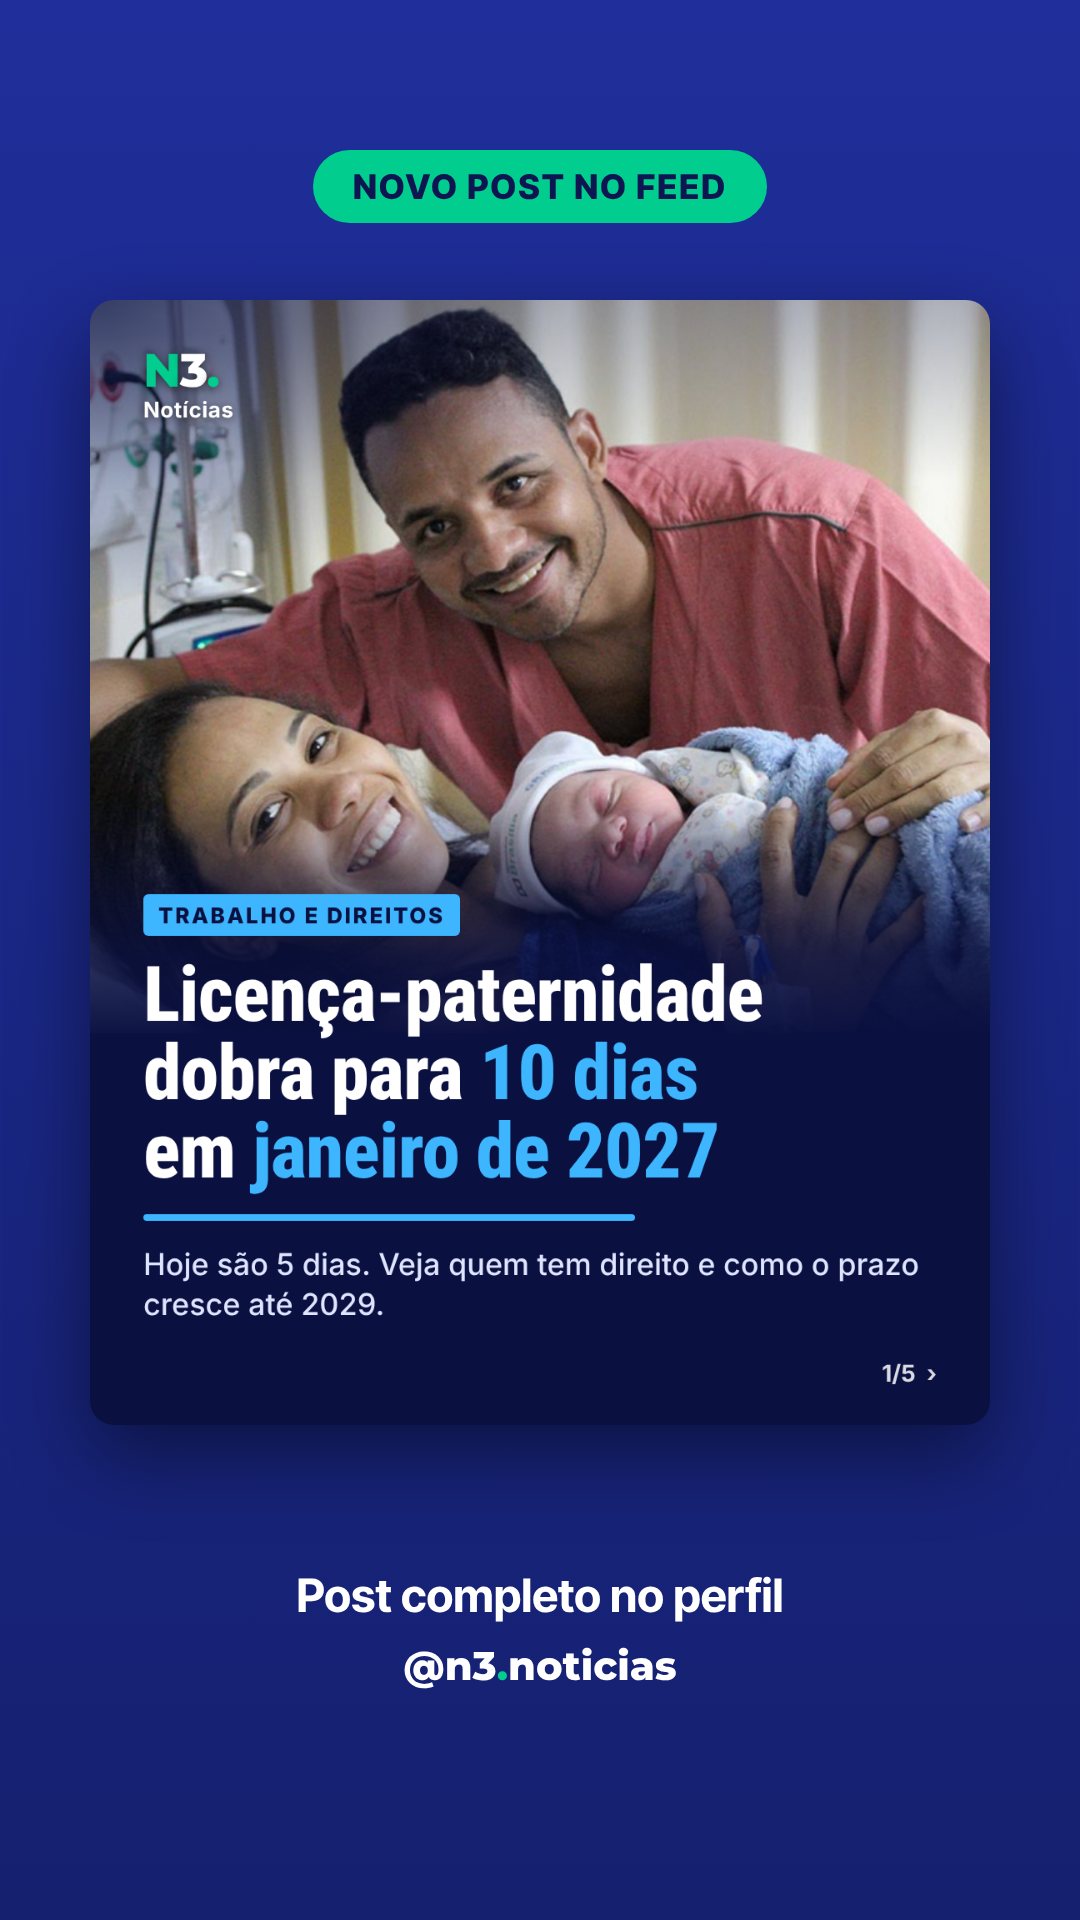 NOVO POST NO FEED
N3.
Notícias
TRABALHO E DIREITOS
Licença-paternidade
dobra para 10 dias
em janeiro de 2027
Hoje são 5 dias. Veja quem tem direito e como o prazo
cresce até 2029.
1/5 ›
Post completo no perfil
@n3.noticias